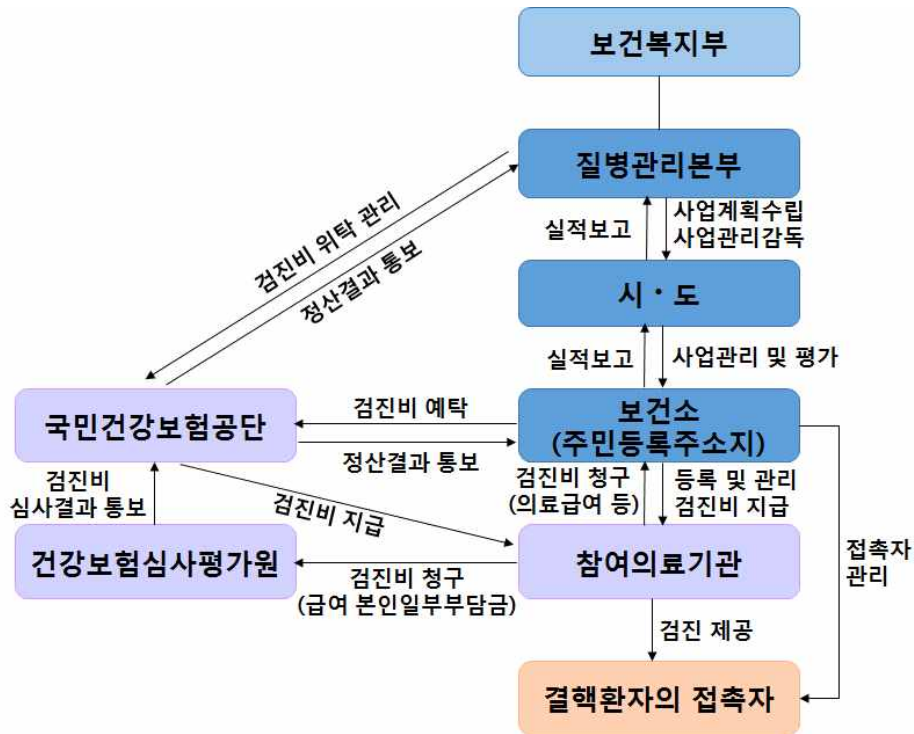 보건복지부
질병관리본부
검진비 위탁 관리
정산결과 통보
실적보고
사업계획수립
사업관리감독
시・도
실적보고
사업관리 및 평가
국민건강보험공단
검진비 예탁
정산결과 통보
보건소
(주민등록주소지)
검진비
심사결과 통보
검진비 지급
검진비 청구
(의료급여 등)
등록 및 관리
검진비 지급
건강보험심사평가원
검진비 청구
(급여 본인일부부담금)
참여의료기관
접촉자
관리
검진 제공
결핵환자의 접촉자